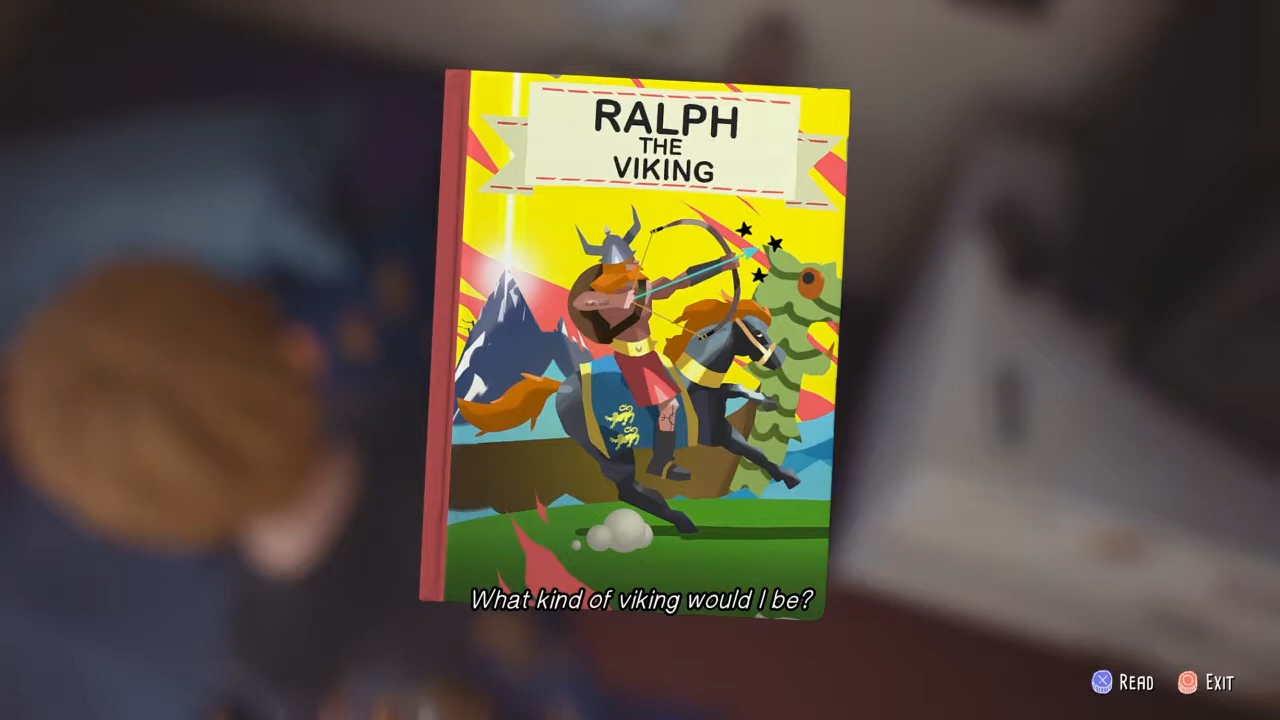 RALPH
THE
VIKING
What kind of viking would I be?
READ
EXIT